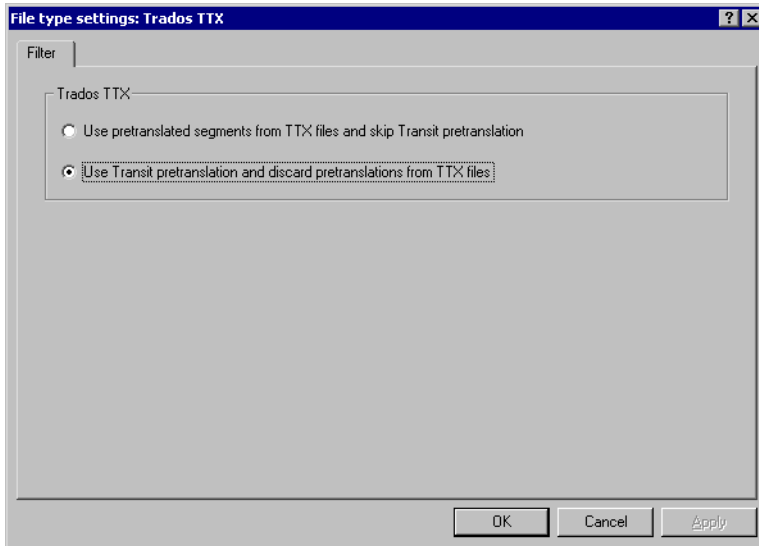 File type settings: Trados TTX
Filter
Trados TTX
Use pretranslated segments from TTX files and skip Transit pretranslation
Use Transit pretranslation and discard pretranslations from TTX files
OK Cancel Apply